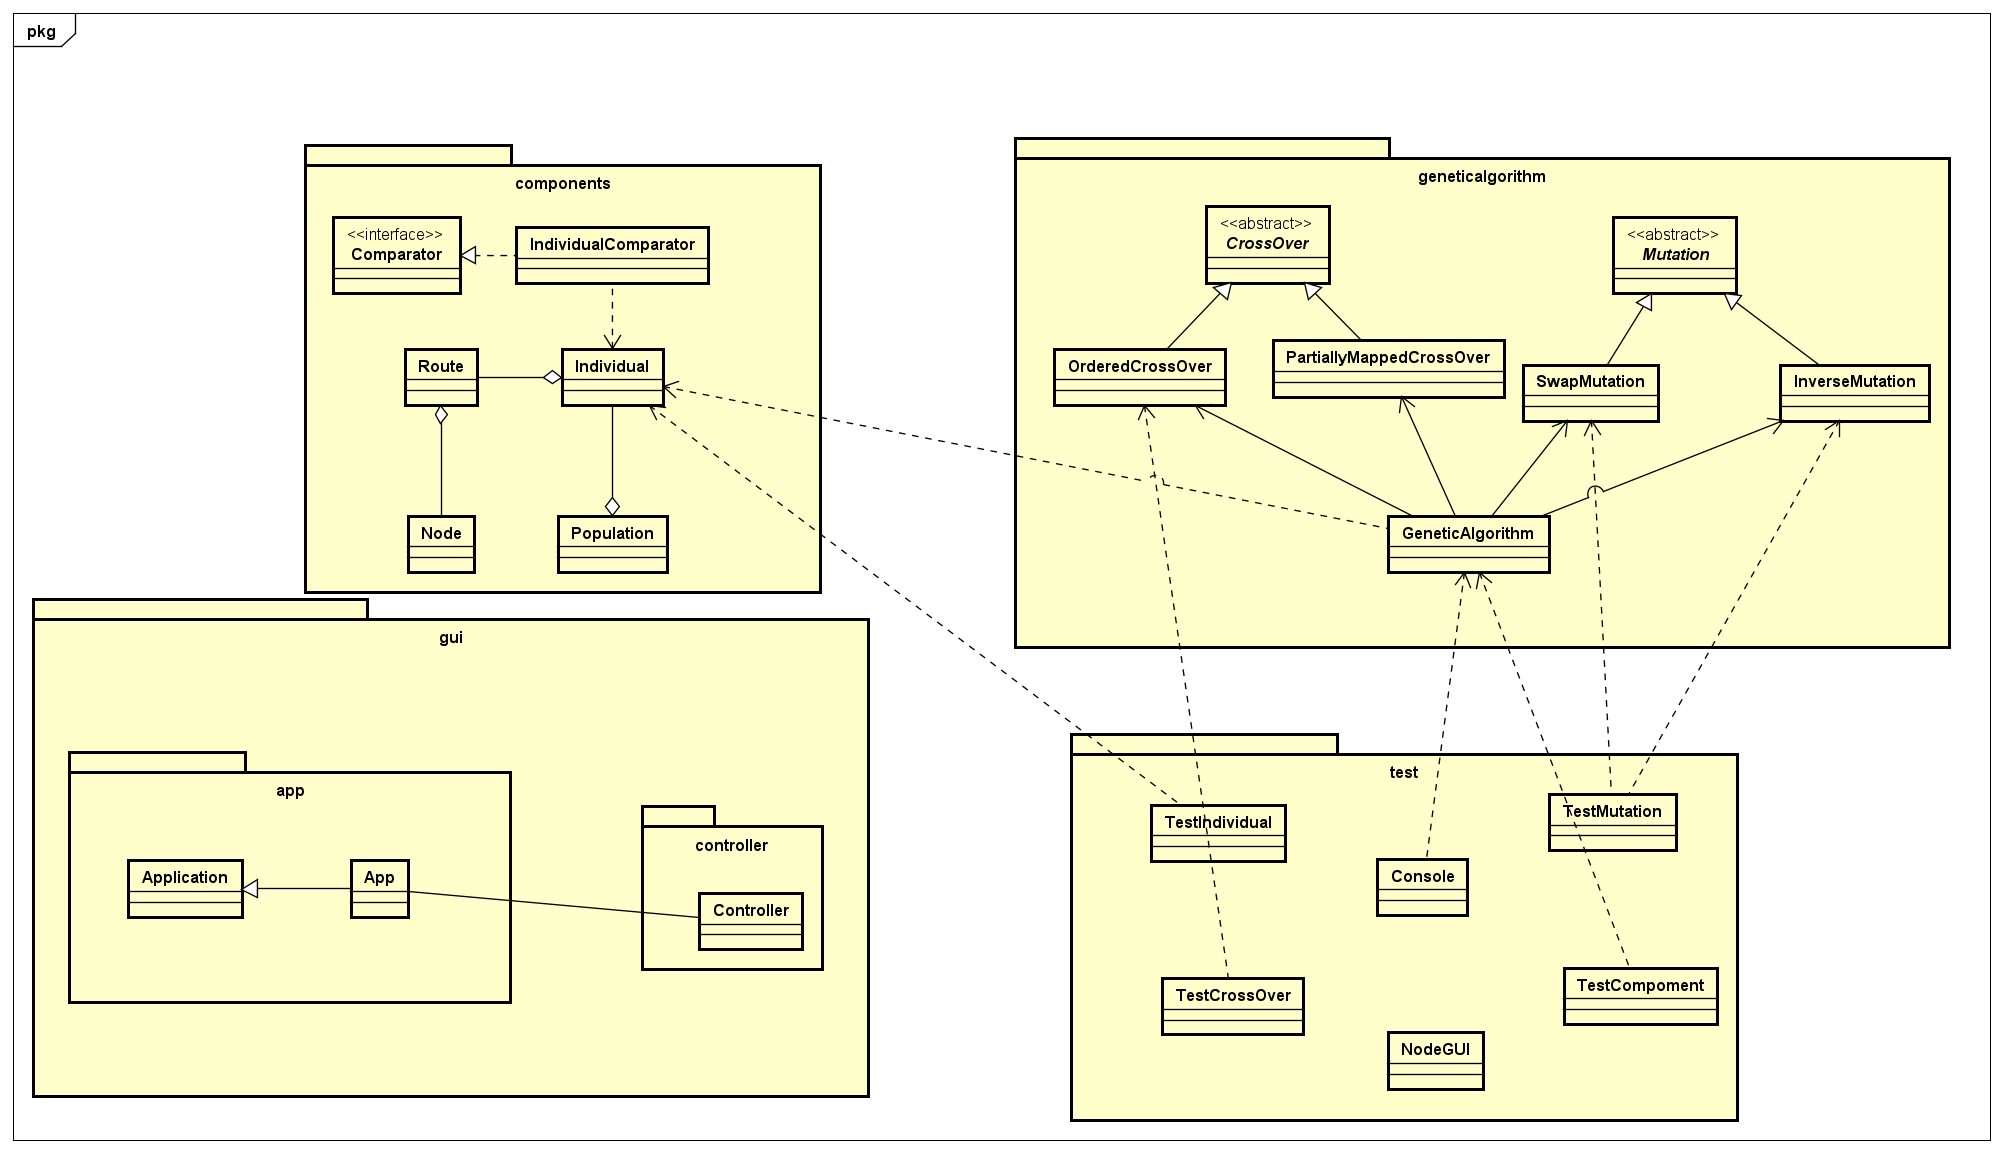 pkg
components
<<interface>>
Comparator
IndividualComparator
Route
Individual
Node
Population
geneticalgorithm
<<abstract>>
CrossOver
<<abstract>>
Mutation
OrderedCrossOver
PartiallyMappedCrossOver
SwapMutation
InverseMutation
GeneticAlgorithm
gui
app
Application
App
controller
Controller
test
TestIndividual
TestMutation
Console
TestCrossOver
TestCompoment
NodeGUI